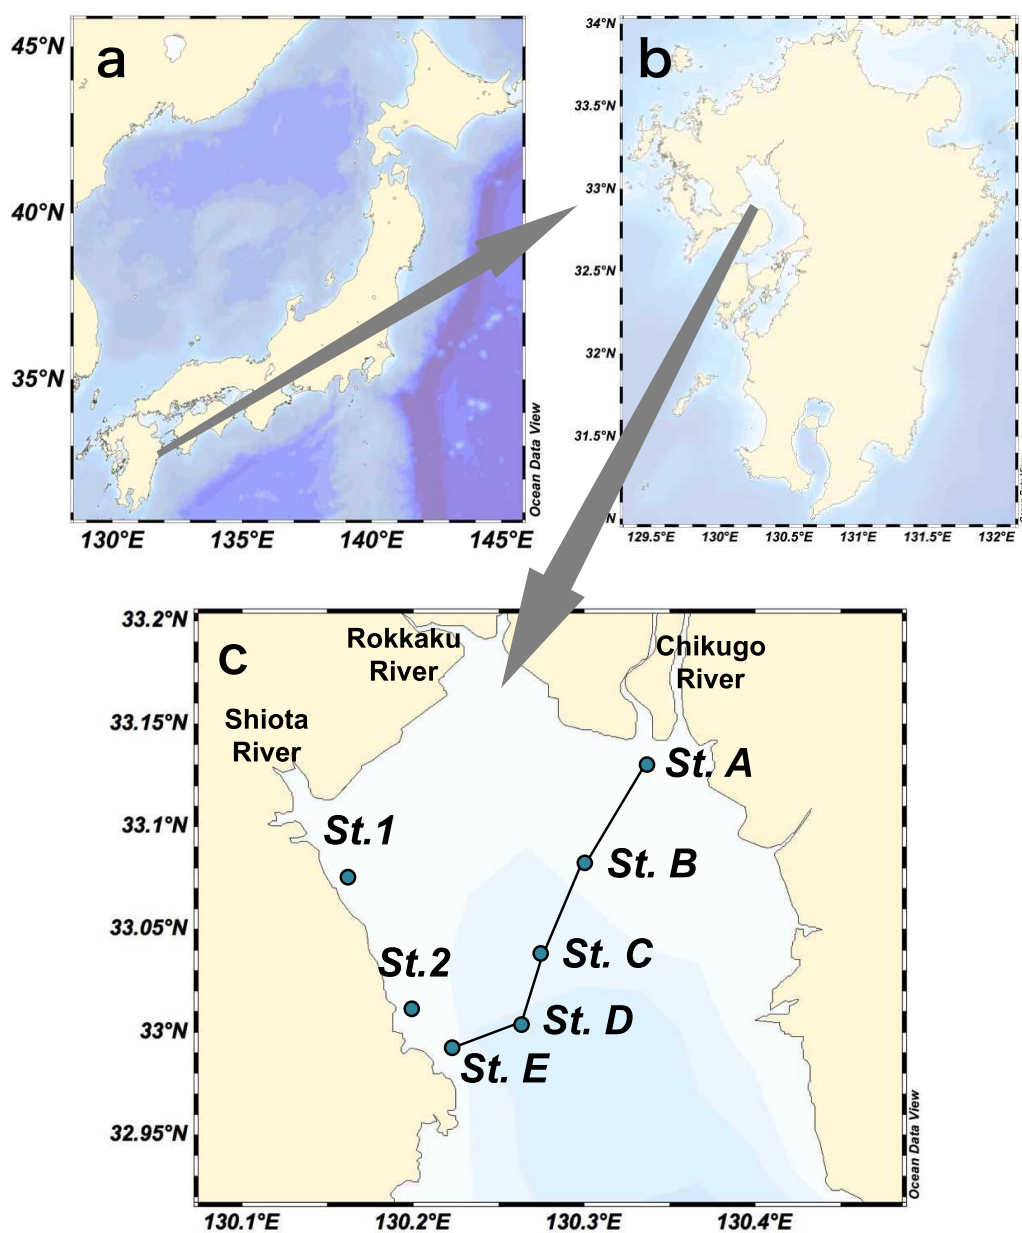 a
45°N
40°N
35°N
130°E
135°E
140°E
145°E
Ocean Data View
b
34°N
33.5°N
33°N
32.5°N
32°N
31.5°N
N
129.5°E
130°E
130.5°E
131°E
131.5°E
132°E
c
33.2°N
33.15°N
33.1°N
33.05°N
33°N
32.95°N
130.1°E
130.2°E
130.3°E
130.4°E
Rokkaku
River
Chikugo
River
Shiota
River
St. A
St.1
St. B
St. C
St.2
St. D
St. E
Ocean Data View